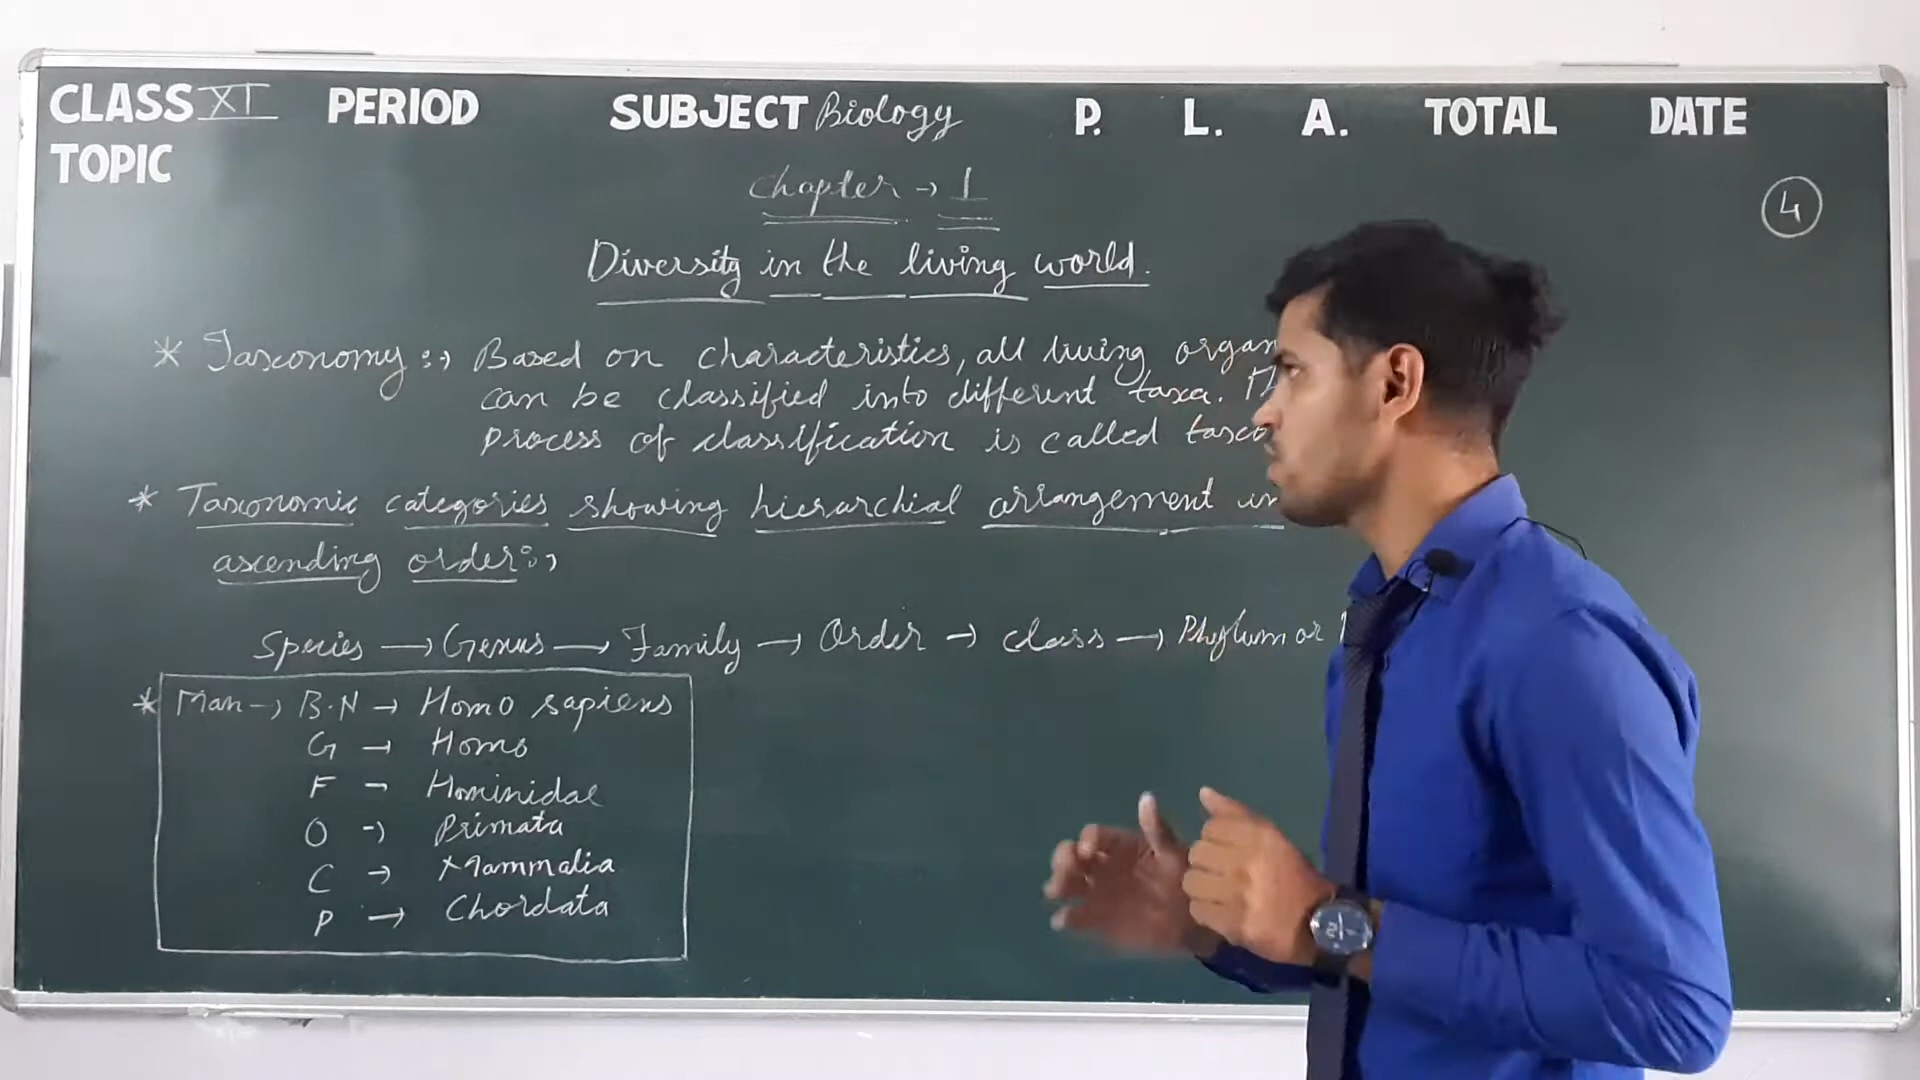 CLASS XI PERIOD SUBJECT Biology P. L. A. TOTAL DATE
TOPIC
Chapter → 1
4
Diversity in the living world.
* Taxonomy :→ Based on characteristics, all living organ
can be classified into different taxa.
process of classification is called taxo
* Taxonomic categories showing hierarchial arrangement in
ascending order :→
Species → Genus → Family → Order → class → Phylum or
* Man → B.N → Homo sapiens
G → Homo
F → Hominidae
O → Primata
C → Mammalia
P → Chordata